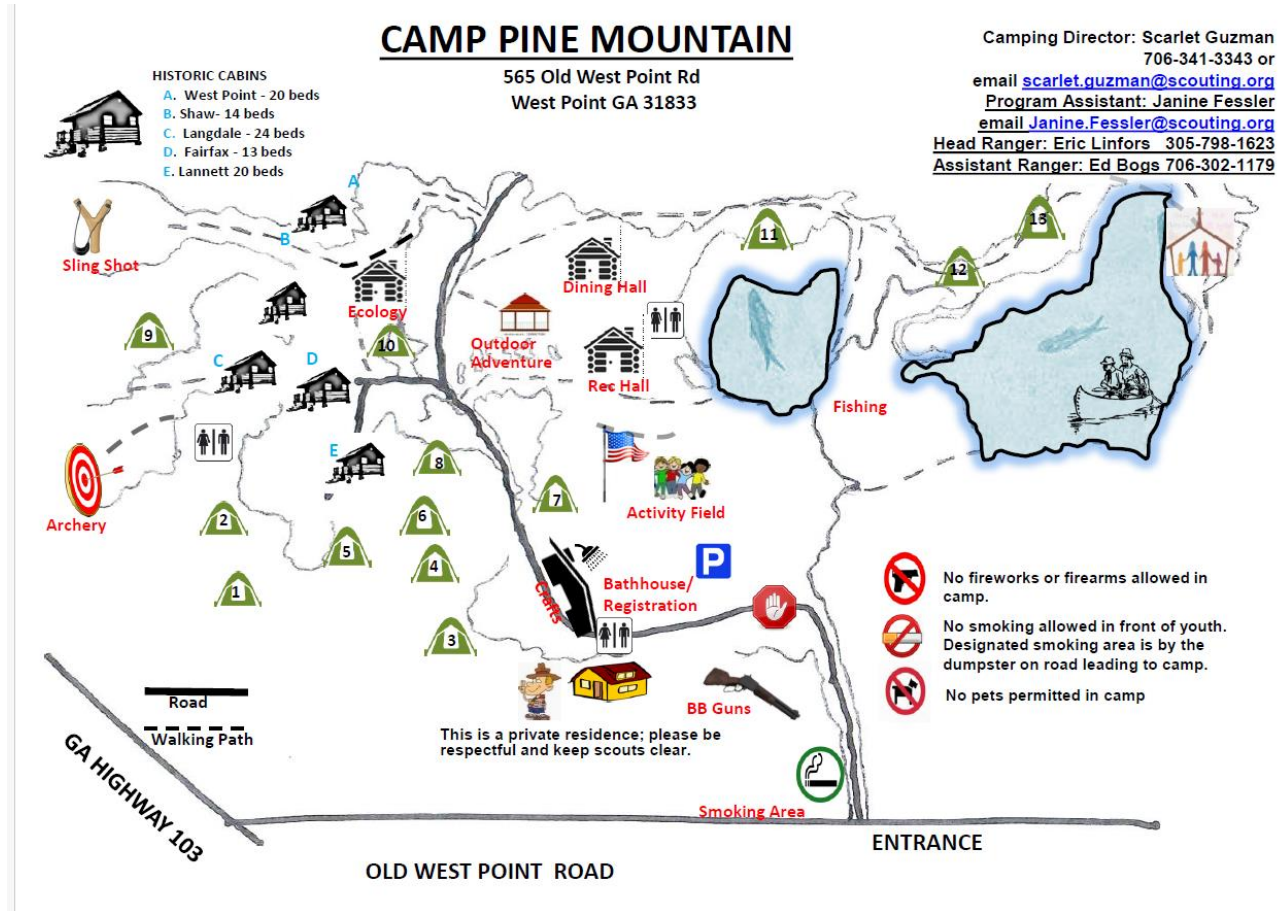 CAMP PINE MOUNTAIN
565 Old West Point Rd
West Point GA 31833
Camping Director: Scarlet Guzman
706-341-3343 or
email scarlet.guzman@scouting.org
Program Assistant: Janine Fessler
email Janine.Fessler@scouting.org
Head Ranger: Eric Linfors 305-798-1623
Assistant Ranger: Ed Bogs 706-302-1179
HISTORIC CABINS
A. West Point - 20 beds
B. Shaw- 14 beds
C. Langdale - 24 beds
D. Fairfax - 13 beds
E. Lannett 20 beds
A
B
Sling Shot
Ecology
Dining Hall
11
13
12
9
10
Outdoor
Adventure
Rec Hall
C
D
Fishing
E
8
Archery
2
6
7
Activity Field
5
4
1
3
Crafts
Bathhouse/
Registration
P
No fireworks or firearms allowed in
camp.
No smoking allowed in front of youth.
Designated smoking area is by the
dumpster on road leading to camp.
No pets permitted in camp
Road
Walking Path
BB Guns
This is a private residence; please be
respectful and keep scouts clear.
GA HIGHWAY 103
Smoking Area
ENTRANCE
OLD WEST POINT ROAD